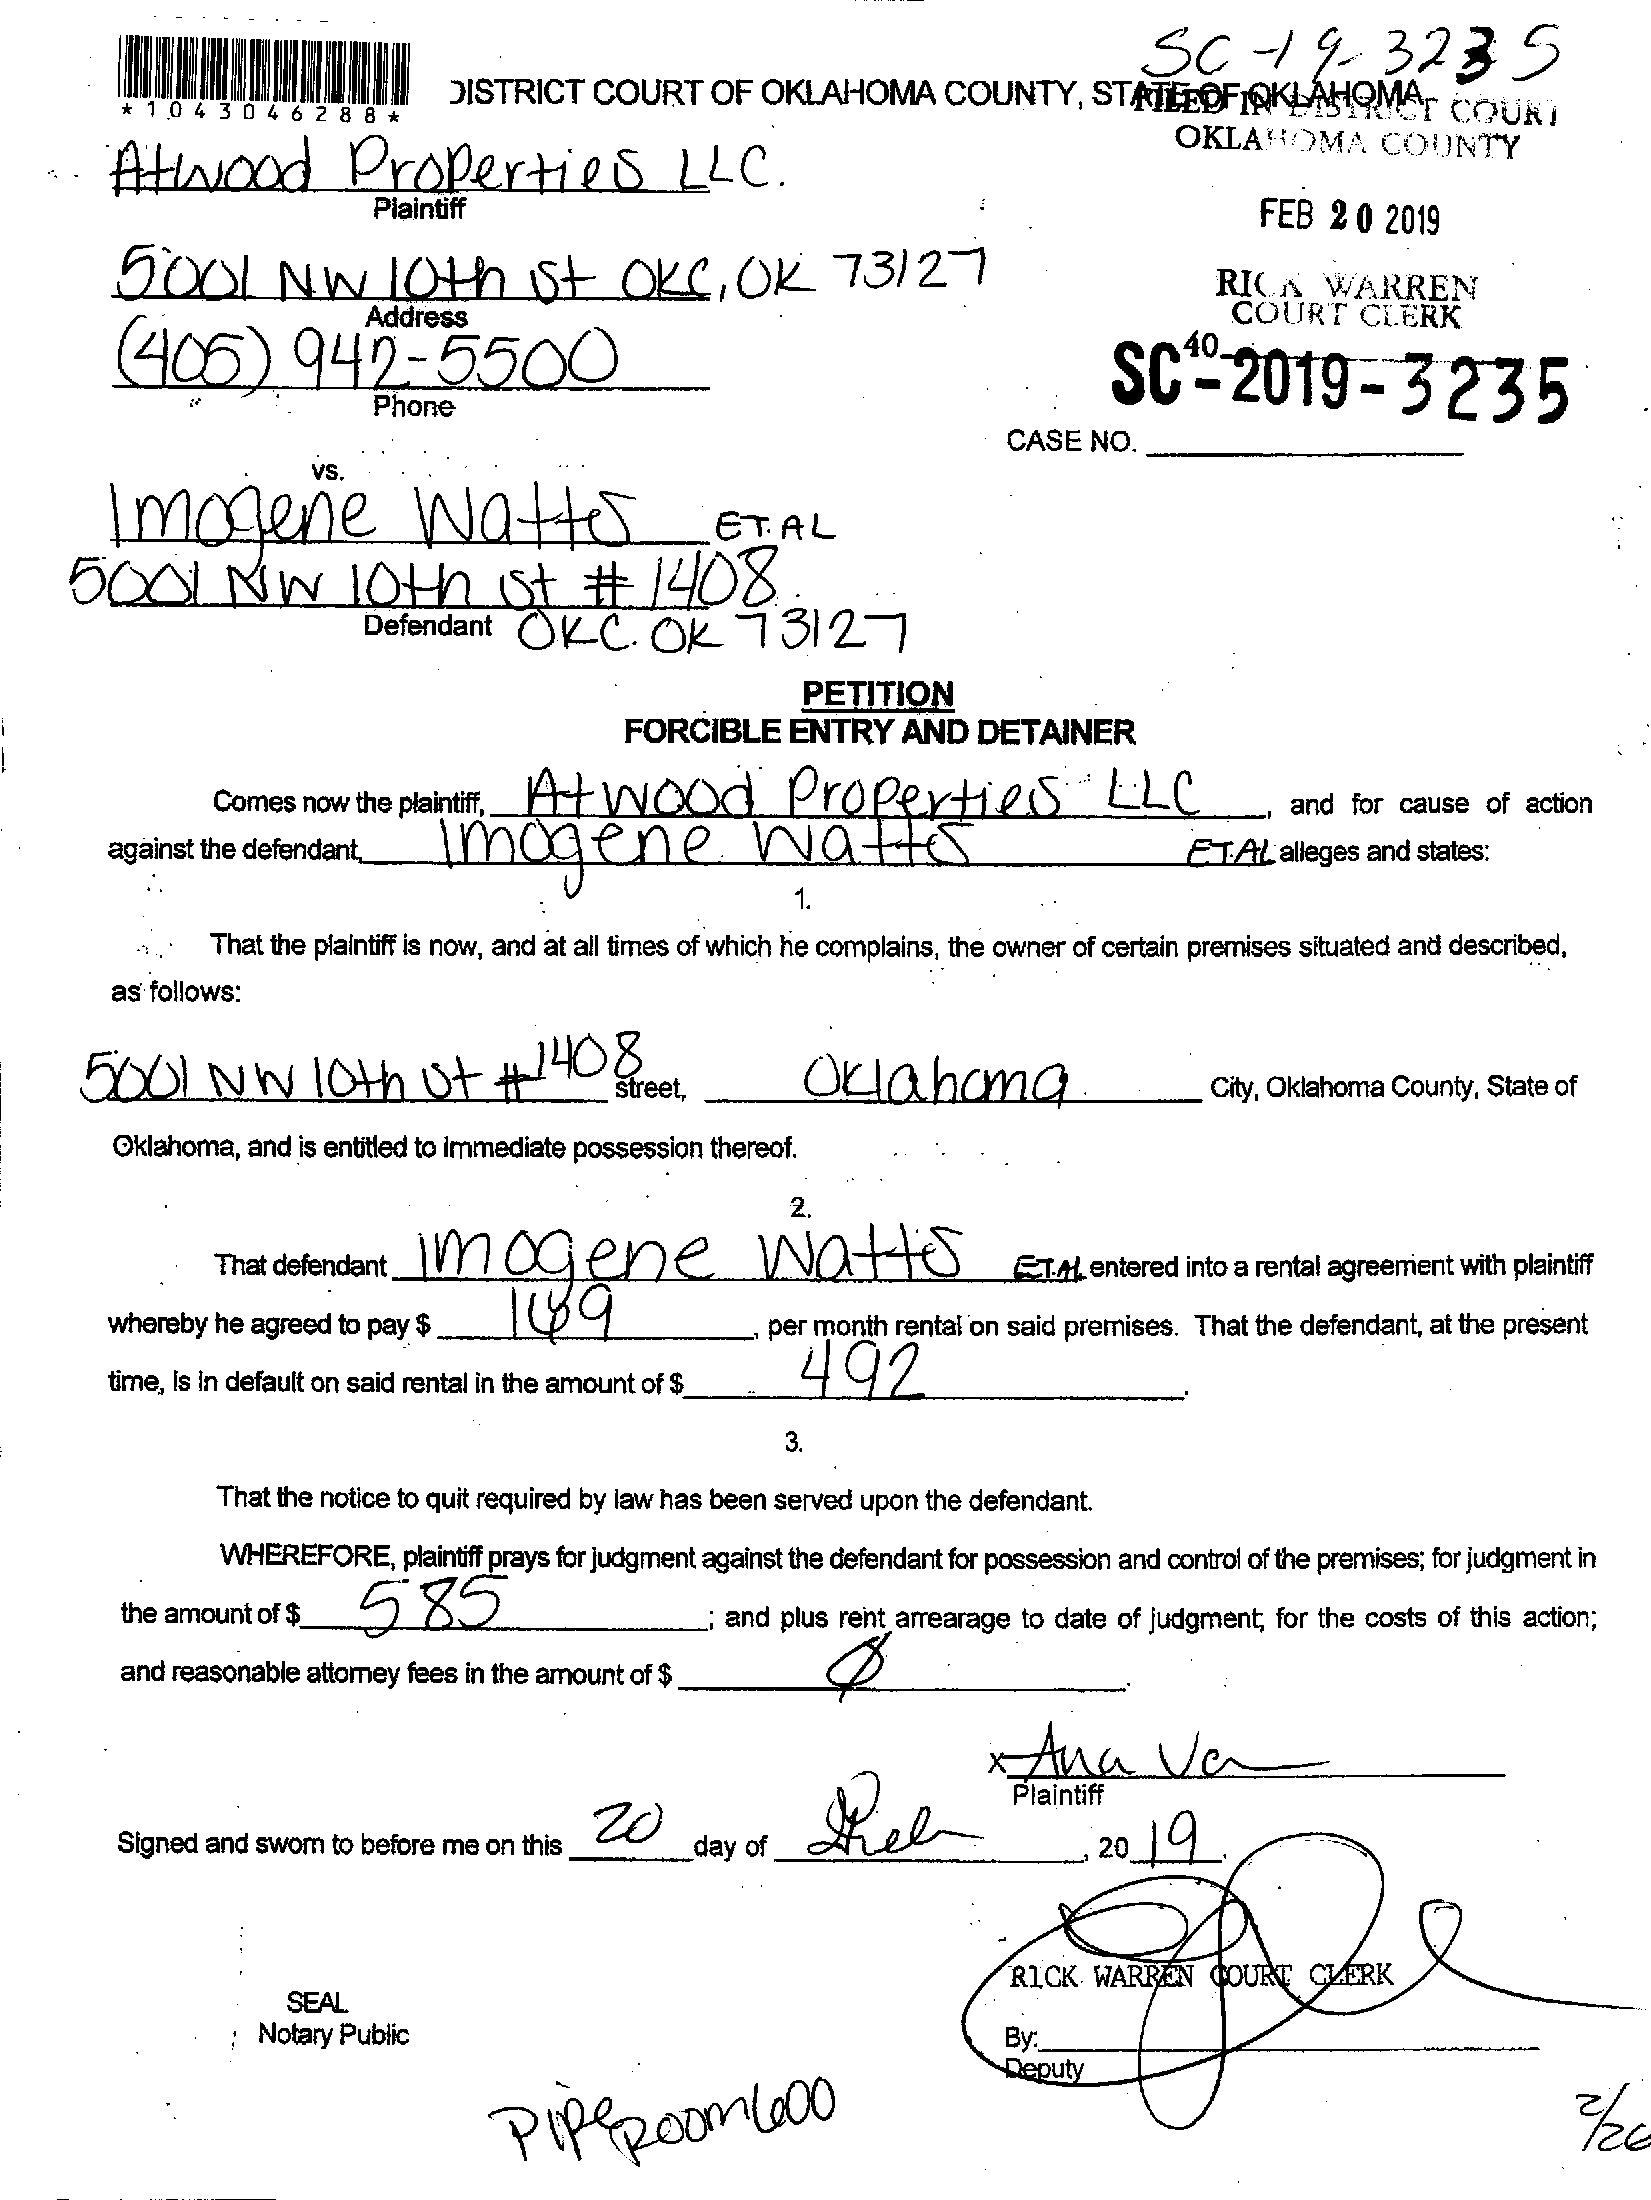 SC-19-3235
*1043046288*
DISTRICT COURT OF OKLAHOMA COUNTY, STATE OF OKLAHOMA
FILED IN DISTRICT COURT
OKLAHOMA COUNTY
Atwood Properties LLC.
Plaintiff
FEB 20 2019
5001 NW 10th St OKC, OK 73127
Address
RICK WARREN
COURT CLERK
(405) 942-5500
Phone
40
SC-2019-3235
CASE NO.
vs.
Imogene Watts ET.AL
5001 NW 10th St # 1408
Defendant OKC. OK 73127
PETITION
FORCIBLE ENTRY AND DETAINER
Comes now the plaintiff, Atwood Properties LLC, and for cause of action
against the defendant, Imogene Watts ET.AL alleges and states:
1.
That the plaintiff is now, and at all times of which he complains, the owner of certain premises situated and described,
as follows:
5001 NW 10th St #1408 street, Oklahoma City, Oklahoma County, State of
Oklahoma, and is entitled to immediate possession thereof.
2.
That defendant Imogene Watts ET.AL entered into a rental agreement with plaintiff
whereby he agreed to pay $, per month rental on said premises. That the defendant, at the present
time, is in default on said rental in the amount of $ 492.
3.
That the notice to quit required by law has been served upon the defendant.
WHEREFORE, plaintiff prays for judgment against the defendant for possession and control of the premises; for judgment in
the amount of $ 585; and plus rent arrearage to date of judgment, for the costs of this action;
and reasonable attorney fees in the amount of $ Ø.
x Ana
Plaintiff
Signed and sworn to before me on this 20 day of Feb, 2019.
RICK WARREN COURT CLERK
SEAL
Notary Public
By:
Deputy
PIP Room 600
2/26